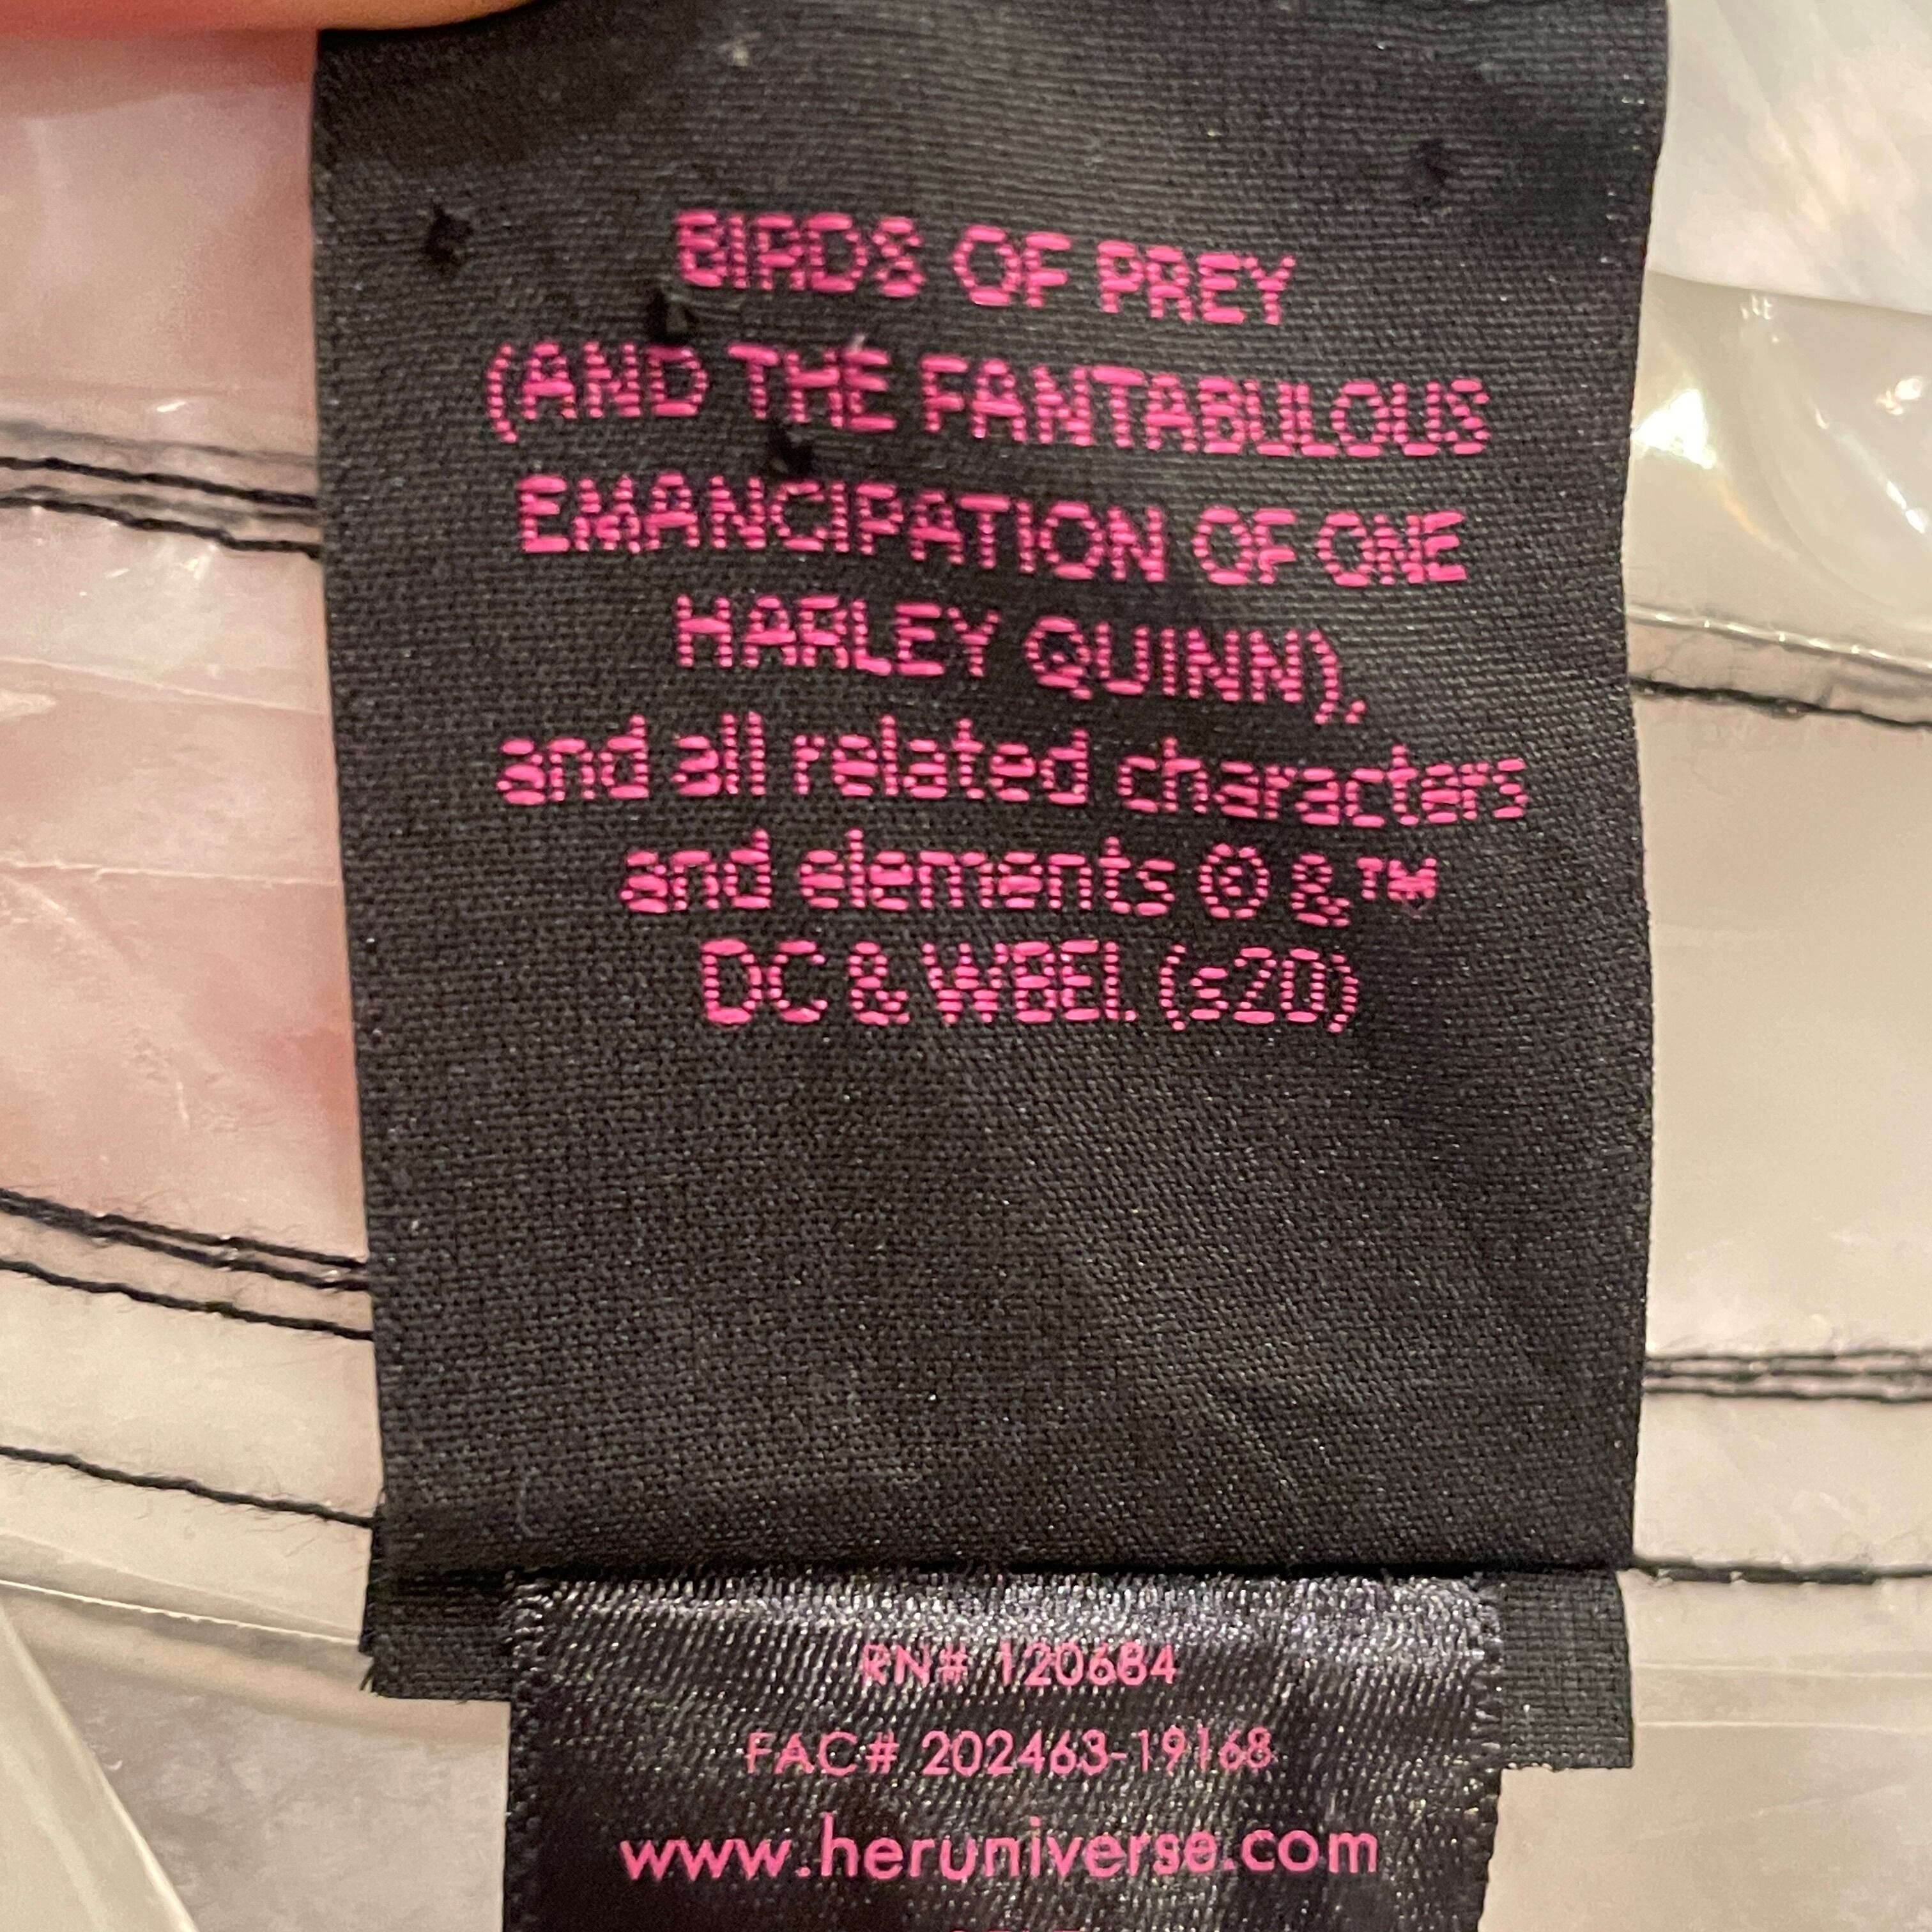 BIRDS OF PREY
(AND THE FANTABULOUS
EMANCIPATION OF ONE
HARLEY QUINN),
and all related characters
and elements © &™
DC & WBEI. (s20)
RN# 120684
FAC# 202463-19168
www.heruniverse.com